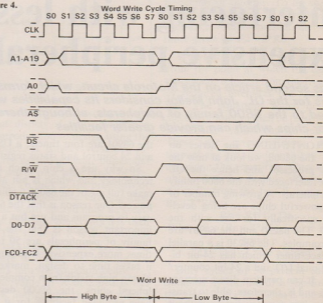 re 4.
Word Write Cycle Timing
S0 S1 S2 S3 S4 S5 S6 S7 S0 S1 S2 S3 S4 S5 S6 S7 S0 S1 S2
CLK
A1-A19
A0
AS
DS
R/W
DTACK
D0-D7
FC0-FC2
Word Write
High Byte
Low Byte